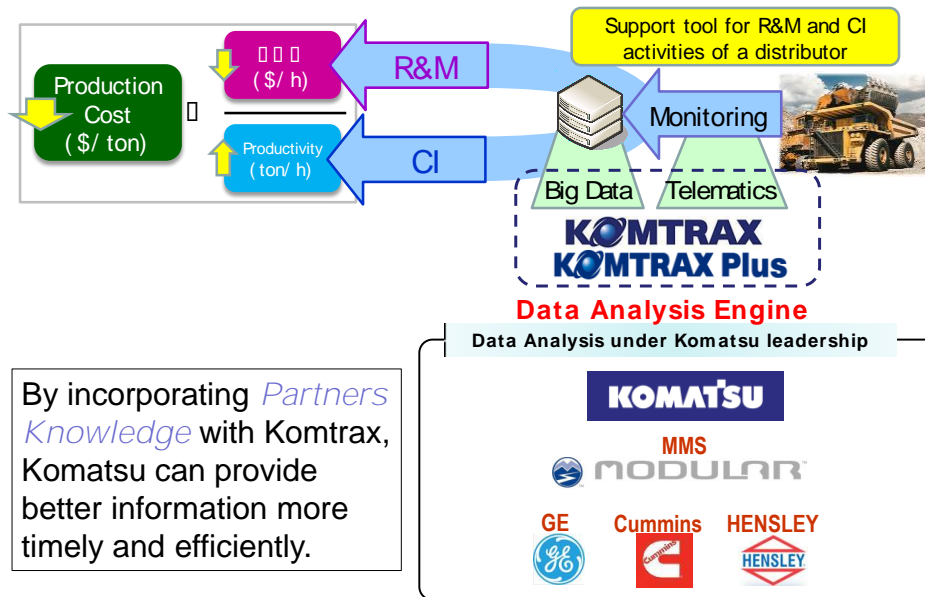 Support tool for R&M and CI
activities of a distributor
($/h)
R&M
Production
Cost
($/ton)
Monitoring
Productivity
(ton/h)
CI
Big Data
Telematics
KOMTRAX
KOMTRAX Plus
Data Analysis Engine
Data Analysis under Komatsu leadership
KOMATSU
By incorporating Partners
Knowledge with Komtrax,
Komatsu can provide
better information more
timely and efficiently.
MMS
MODULAR™
GE
Cummins
HENSLEY
GE
Cummins
HENSLEY